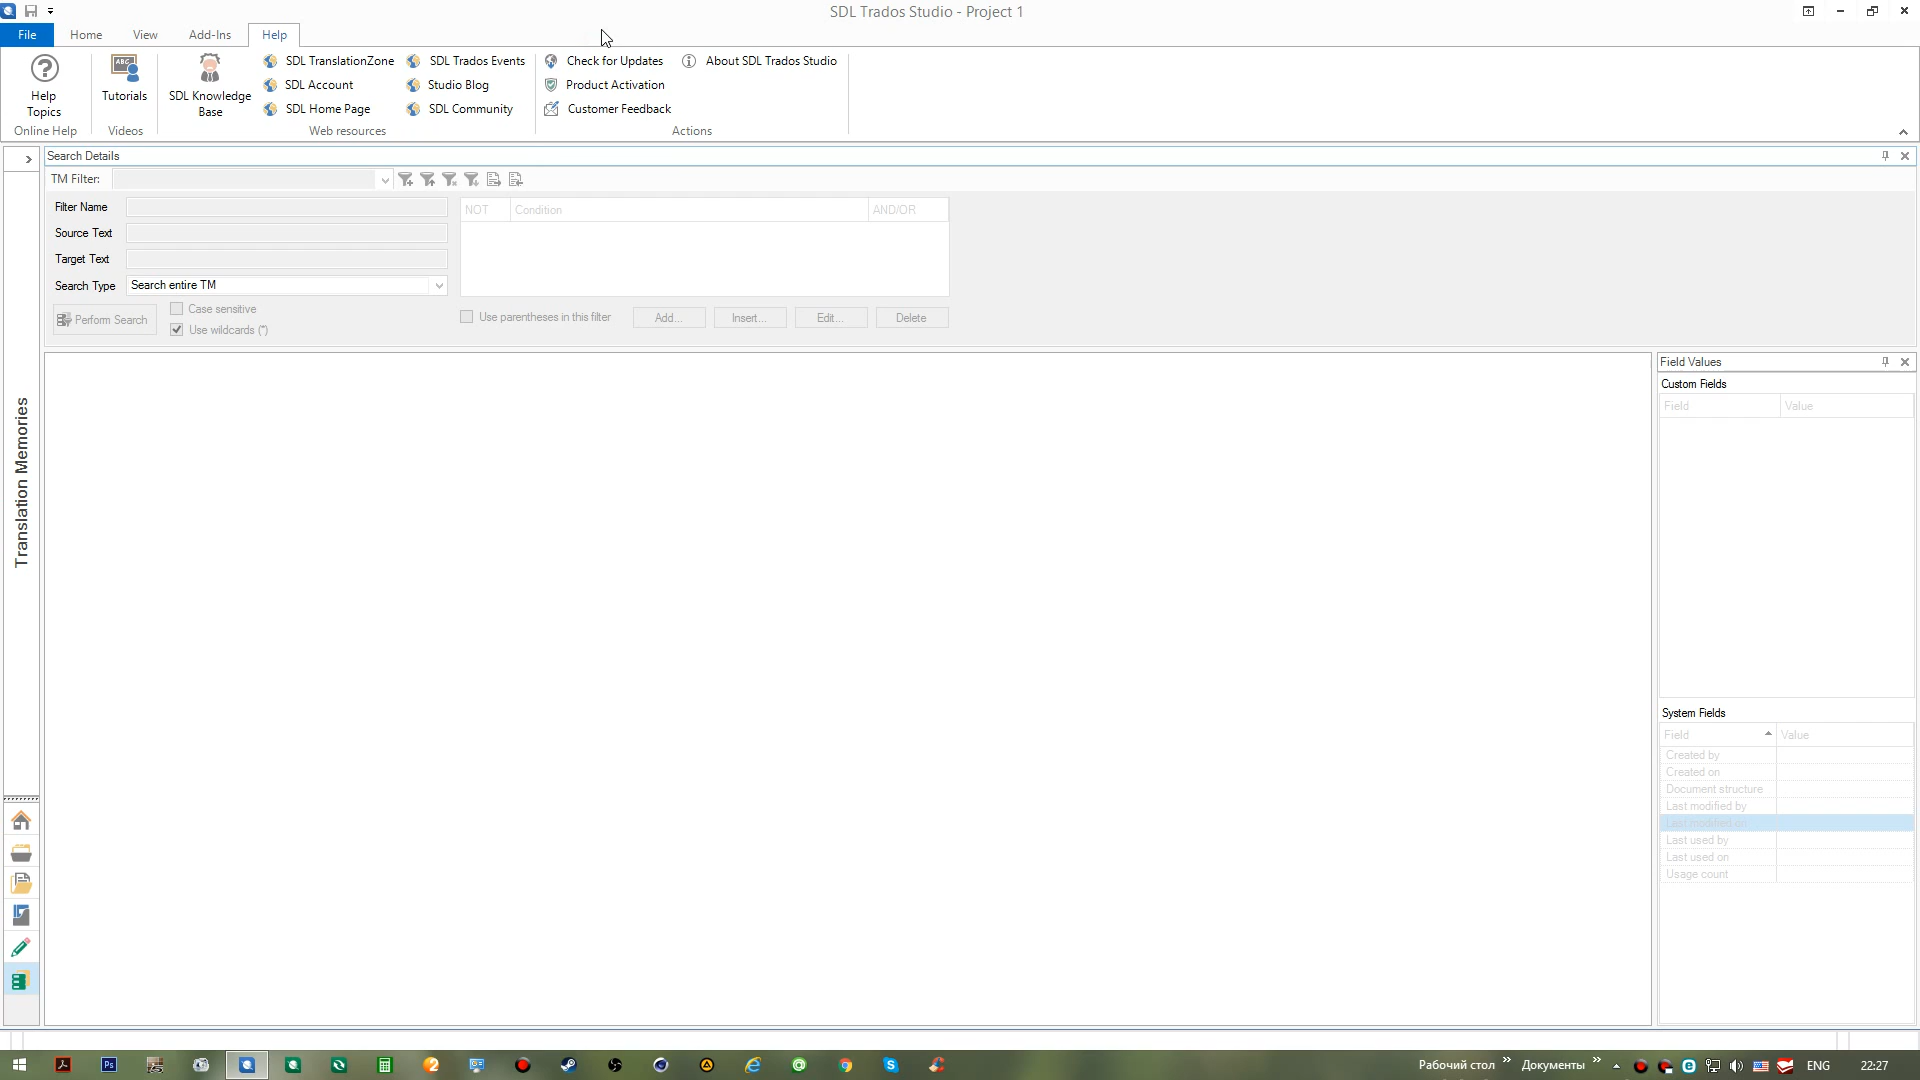 SDL Trados Studio - Project 1
File Home View Add-Ins Help
Help Topics
Online Help
Tutorials
Videos
SDL Knowledge Base
SDL TranslationZone
SDL Account
SDL Home Page
SDL Trados Events
Studio Blog
SDL Community
Web resources
Check for Updates
Product Activation
Customer Feedback
About SDL Trados Studio
Actions
Search Details
TM Filter:
Filter Name
Source Text
Target Text
Search Type Search entire TM
Perform Search
Case sensitive
Use wildcards (*)
NOT Condition AND/OR
Use parentheses in this filter Add... Insert... Edit... Delete
Translation Memories
Field Values
Custom Fields
Field Value
System Fields
Field Value
Created by
Created on
Document structure
Last modified by
Last modified on
Last used by
Last used on
Usage count
Рабочий стол » Документы » ENG 22:27